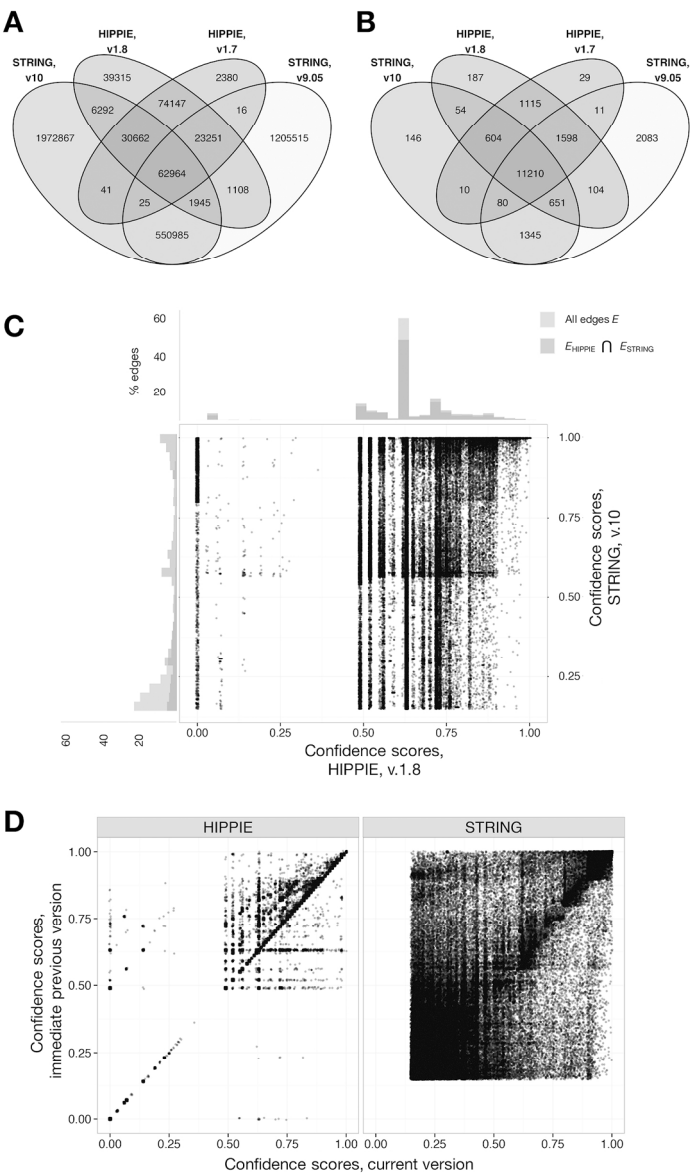 A
HIPPIE,
v1.8
HIPPIE,
v1.7
STRING,
v10
STRING,
v9.05
39315
2380
6292
74147
16
1972867
30662
23251
1205515
62964
41
1108
25
1945
550985
B
HIPPIE,
v1.8
HIPPIE,
v1.7
STRING,
v10
STRING,
v9.05
187
29
54
1115
11
146
604
1598
2083
11210
10
104
80
651
1345
C
60
40
20
% edges
All edges E
EHIPPIE ∩ ESTRING
1.00
0.75
0.50
0.25
Confidence scores,
STRING, v.10
60
40
20
0.00
0.25
0.50
0.75
1.00
Confidence scores,
HIPPIE, v.1.8
D
HIPPIE
STRING
1.00
0.75
0.50
0.25
0.00
Confidence scores,
immediate previous version
0.00
0.25
0.50
0.75
1.00
0.00
0.25
0.50
0.75
1.00
Confidence scores, current version